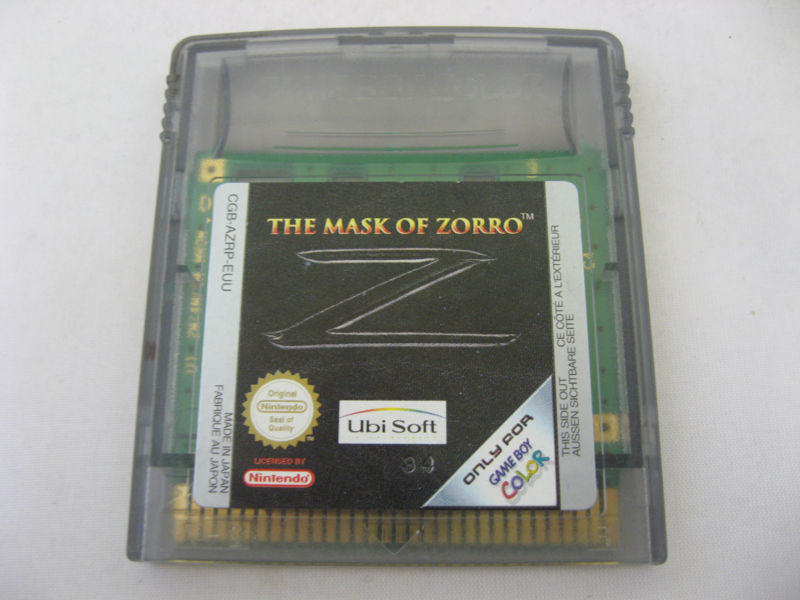 THE MASK OF ZORRO™
CGB-AZRP-EUU
MADE IN JAPAN
FABRIQUÉ AU JAPON
CE CÔTÉ A L'EXTÉRIEUR
THIS SIDE OUT
AUSSEN SICHTBARE SEITE
Original
Nintendo
Seal of
Quality
TM
LICENSED BY
Nintendo
Ubi Soft
34
ONLY FOR
GAME BOY
COLOR